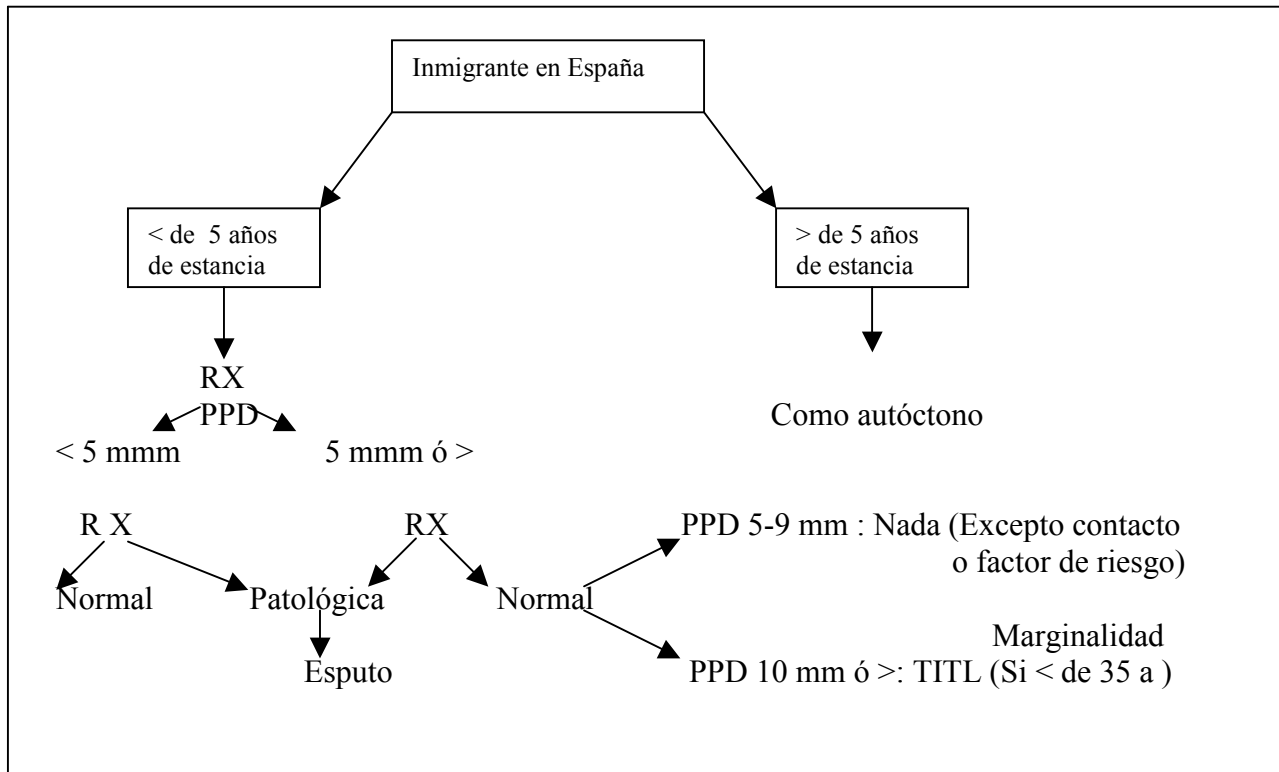 Inmigrante en España
< de 5 años
de estancia
> de 5 años
de estancia
RX
PPD
Como autóctono
< 5 mmm
5 mmm ó >
R X
RX
PPD 5-9 mm : Nada (Excepto contacto
o factor de riesgo)
Normal
Patológica
Normal
Marginalidad
Esputo
PPD 10 mm ó >: TITL (Si < de 35 a )